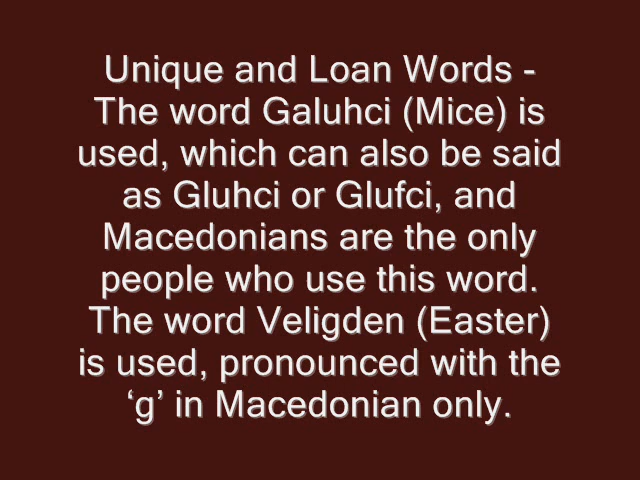 Unique and Loan Words -
The word Galuhci (Mice) is
used, which can also be said
as Gluhci or Glufci, and
Macedonians are the only
people who use this word.
The word Veligden (Easter)
is used, pronounced with the
‘g’ in Macedonian only.